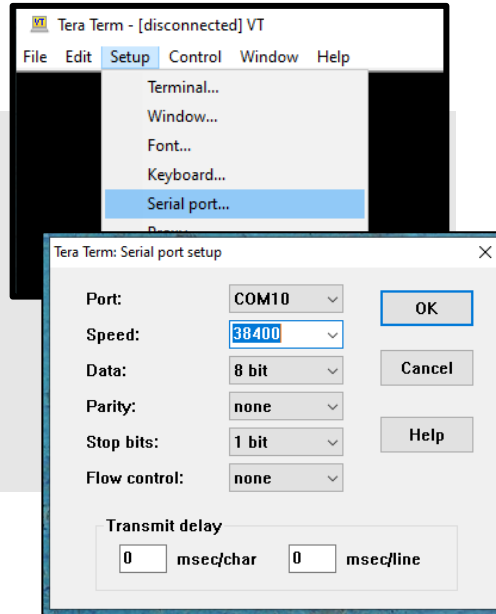 VT Tera Term - [disconnected] VT
File Edit Setup Control Window Help
Terminal...
Window...
Font...
Keyboard...
Serial port...
Tera Term: Serial port setup
Port: COM10 OK
Speed: 38400
Data: 8 bit Cancel
Parity: none
Stop bits: 1 bit Help
Flow control: none
Transmit delay
0 msec/char 0 msec/line